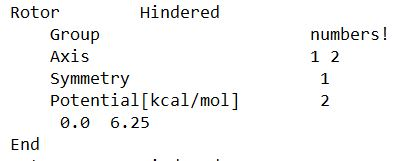 Rotor Hindered
Group numbers!
Axis 1 2
Symmetry 1
Potential[kcal/mol] 2
0.0 6.25
End